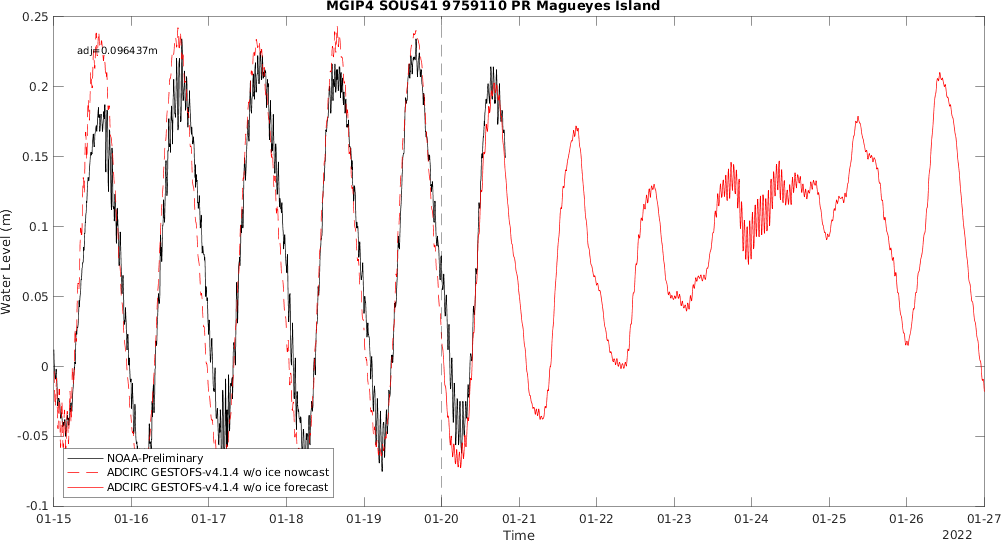 MGIP4 SOUS41 9759110 PR Magueyes Island
adj=0.096437m
Water Level (m)
0.25
0.2
0.15
0.1
0.05
0
-0.05
-0.1
NOAA-Preliminary
ADCIRC GESTOFS-v4.1.4 w/o ice nowcast
ADCIRC GESTOFS-v4.1.4 w/o ice forecast
01-15 01-16 01-17 01-18 01-19 01-20 01-21 01-22 01-23 01-24 01-25 01-26 01-27
Time
2022